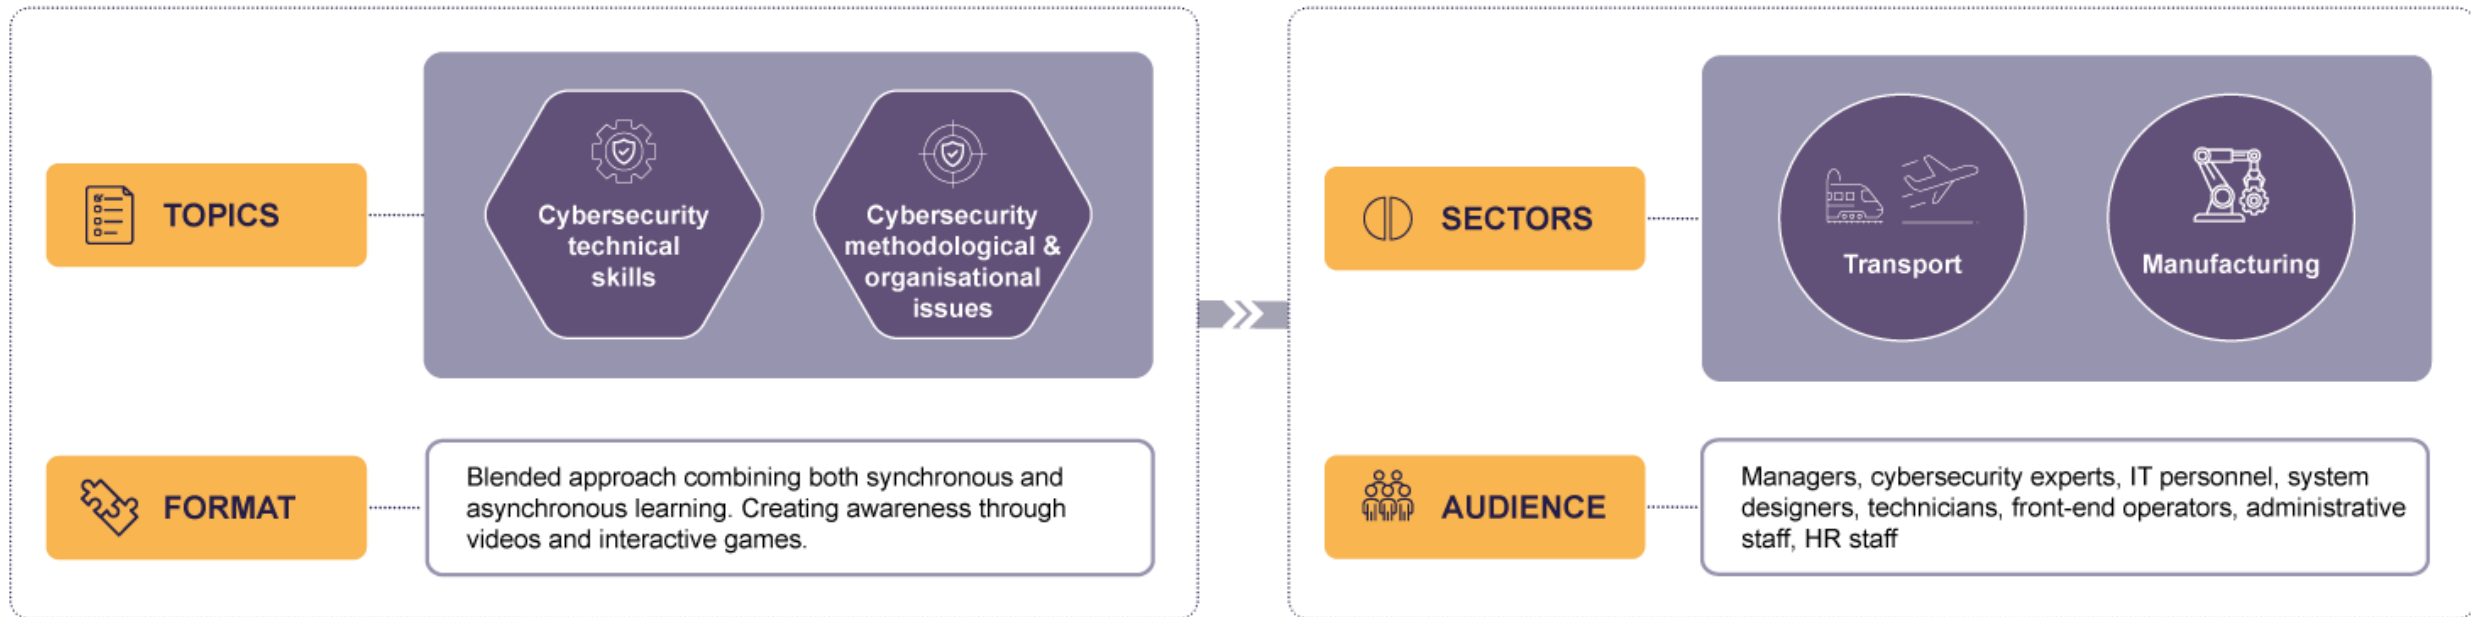 TOPICS
Cybersecurity
technical
skills
Cybersecurity
methodological &
organisational
issues
FORMAT
Blended approach combining both synchronous and
asynchronous learning. Creating awareness through
videos and interactive games.
SECTORS
Transport
Manufacturing
AUDIENCE
Managers, cybersecurity experts, IT personnel, system
designers, technicians, front-end operators, administrative
staff, HR staff